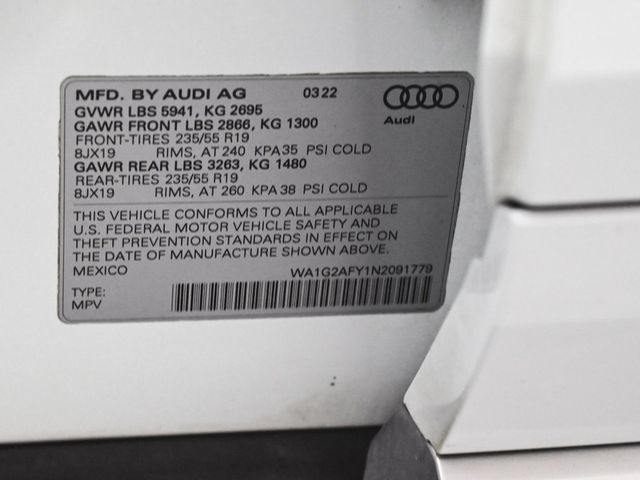 MFD. BY AUDI AG 0322
Audi
GVWR LBS 5941, KG 2695
GAWR FRONT LBS 2866, KG 1300
FRONT-TIRES 235/55 R19
8JX19 RIMS, AT 240 KPA35 PSI COLD
GAWR REAR LBS 3263, KG 1480
REAR-TIRES 235/55 R19
8JX19 RIMS, AT 260 KPA 38 PSI COLD
THIS VEHICLE CONFORMS TO ALL APPLICABLE
U.S. FEDERAL MOTOR VEHICLE SAFETY AND
THEFT PREVENTION STANDARDS IN EFFECT ON
THE DATE OF MANUFACTURE SHOWN ABOVE.
MEXICO WA1G2AFY1N2091779
TYPE:
MPV